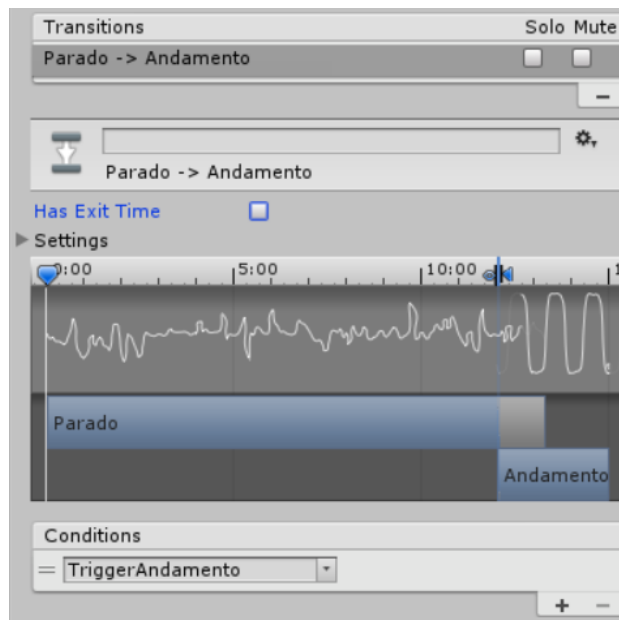 Transitions Solo Mute
Parado -> Andamento
Parado -> Andamento
Has Exit Time
Settings
0:00 5:00 10:00
Parado
Andamento
Conditions
TriggerAndamento